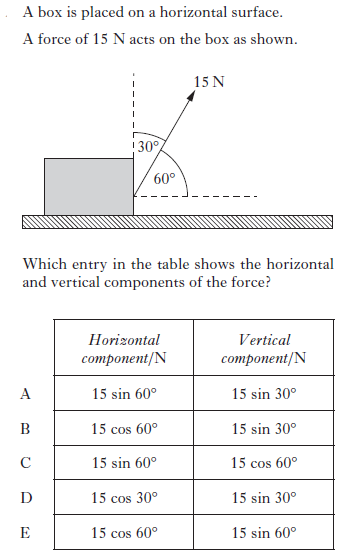 A box is placed on a horizontal surface.
A force of 15 N acts on the box as shown.
15 N
30°
60°
Which entry in the table shows the horizontal
and vertical components of the force?
Horizontal component/N Vertical component/N
A 15 sin 60° 15 sin 30°
B 15 cos 60° 15 sin 30°
C 15 sin 60° 15 cos 60°
D 15 cos 30° 15 sin 30°
E 15 cos 60° 15 sin 60°